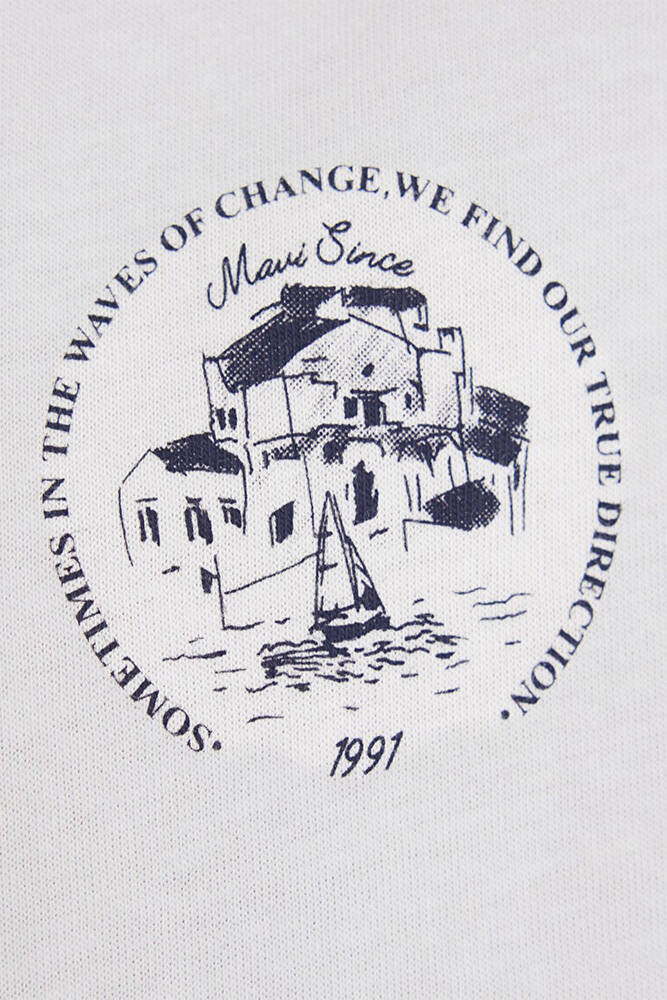 •SOMETIMES IN THE WAVES OF CHANGE, WE FIND OUR TRUE DIRECTION.•
Mavi Since
1991